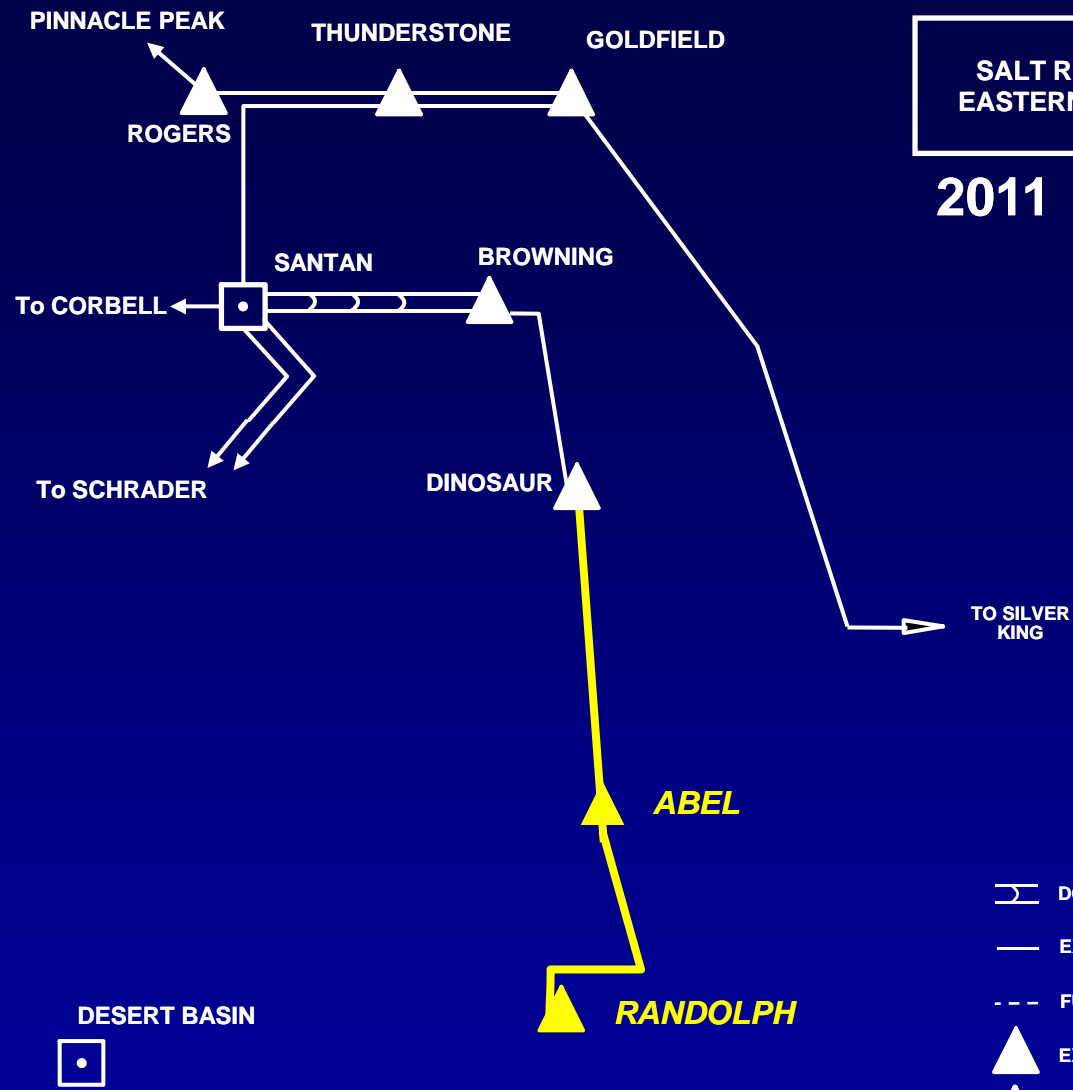 PINNACLE PEAK
THUNDERSTONE
GOLDFIELD
SALT R
EASTERN
ROGERS
2011
SANTAN
BROWNING
To CORBELL
DINOSAUR
To SCHRADER
TO SILVER
KING
ABEL
RANDOLPH
DESERT BASIN